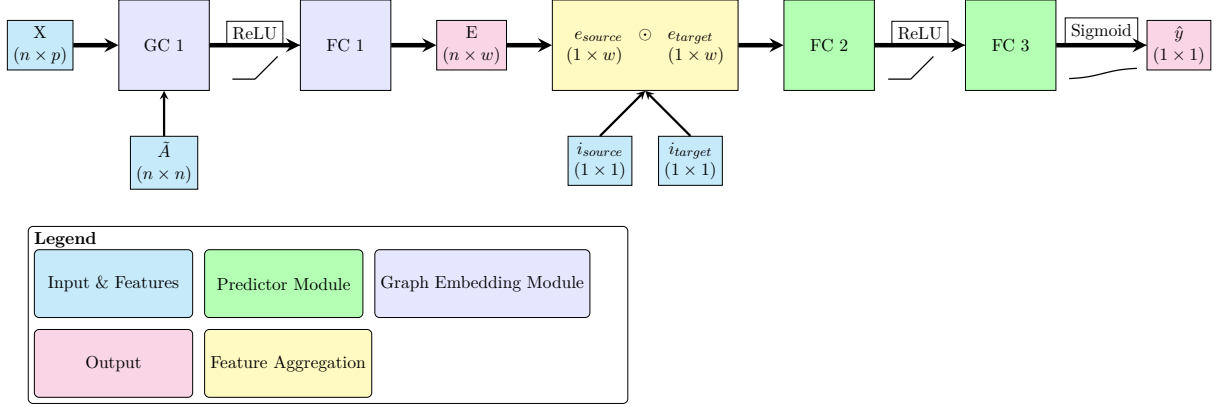 X
(n × p)
GC 1
ReLU
FC 1
E
(n × w)
e_source ⊙ e_target
(1 × w) (1 × w)
FC 2
ReLU
FC 3
Sigmoid
ŷ
(1 × 1)
Ã
(n × n)
i_source
(1 × 1)
i_target
(1 × 1)
Legend
Input & Features
Predictor Module
Graph Embedding Module
Output
Feature Aggregation